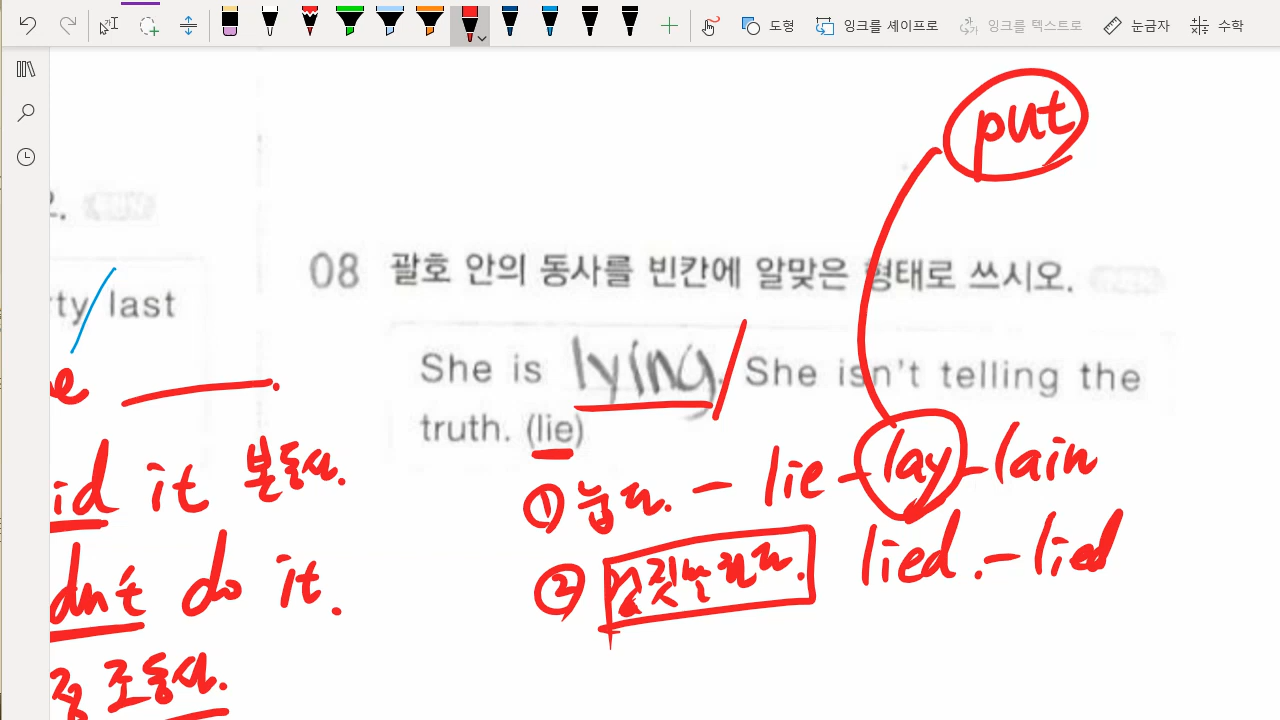 도형 잉크를 셰이프로 잉크를 텍스트로 눈금자 수학
put
08 괄호 안의 동사를 빈칸에 알맞은 형태로 쓰시오.
She is lying. She isn't telling the
truth. (lie)
① 눕다. - lie - lay - lain
② 거짓말하다. lied. - lied
ty last
id it 본동사.
dn't do it.
조동사.